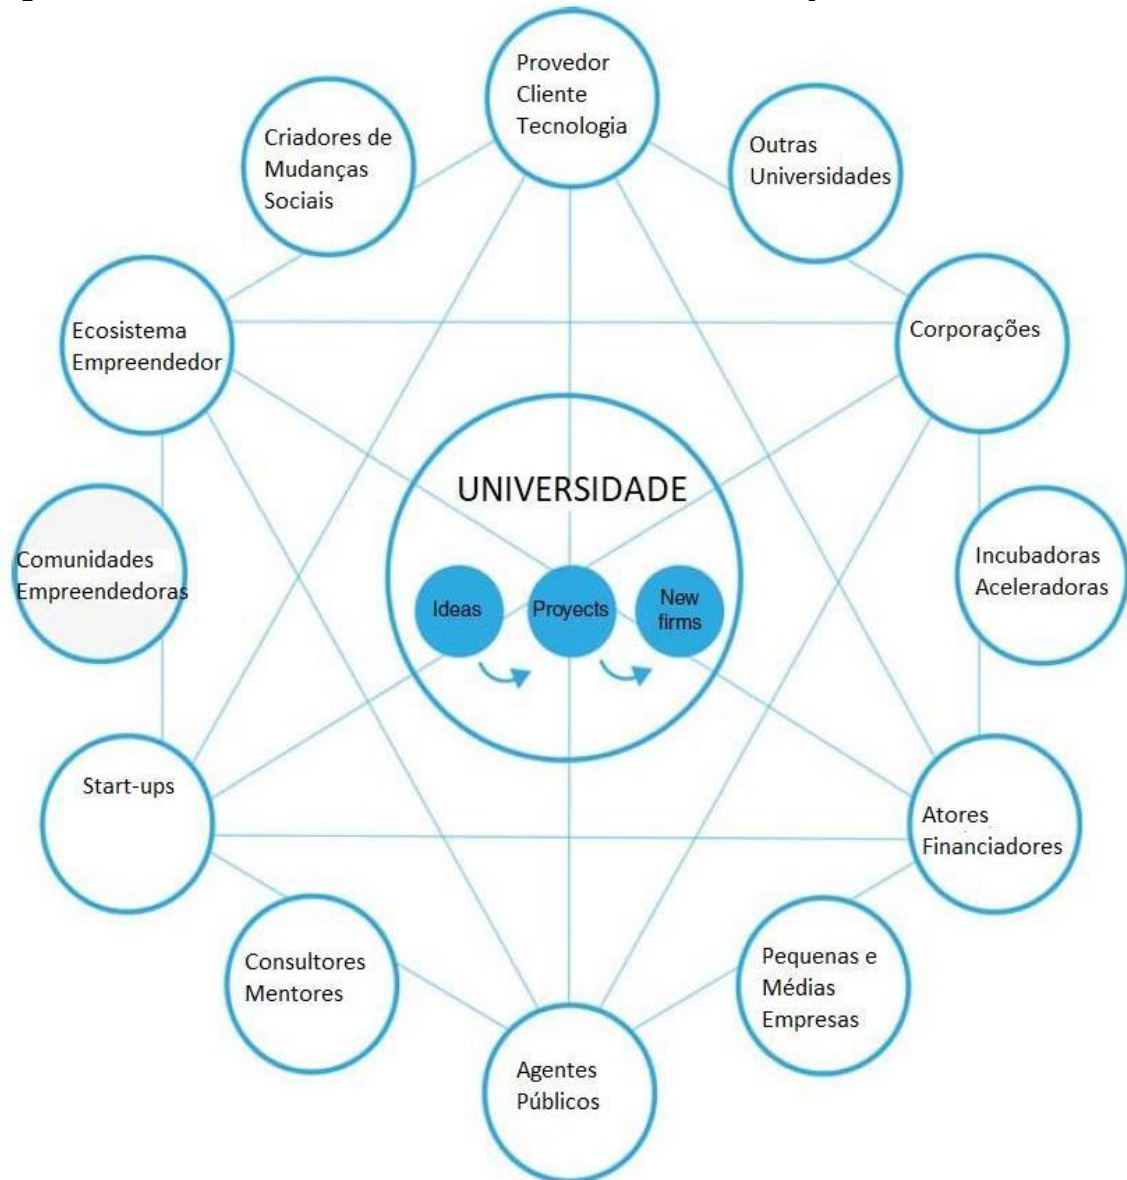 Provedor
Cliente
Tecnologia
Criadores de
Mudanças
Sociais
Outras
Universidades
Ecosistema
Empreendedor
Corporações
UNIVERSIDADE
Comunidades
Empreendedoras
Incubadoras
Aceleradoras
Ideas
Proyects
New
firms
Start-ups
Atores
Financiadores
Consultores
Mentores
Pequenas e
Médias
Empresas
Agentes
Públicos